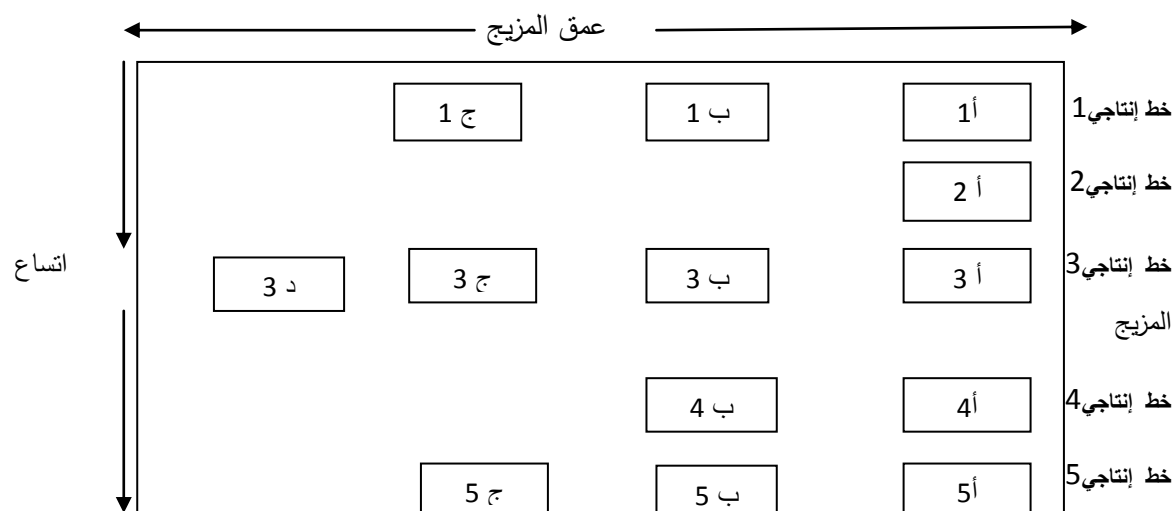 عمق المزيج
خط إنتاجي1 أ1 ب 1 ج 1
خط إنتاجي2 أ 2
خط إنتاجي3 أ 3 ب 3 ج 3 د 3 اتساع
المزيج
خط إنتاجي4 أ4 ب 4
خط إنتاجي5 أ5 ب 5 ج 5